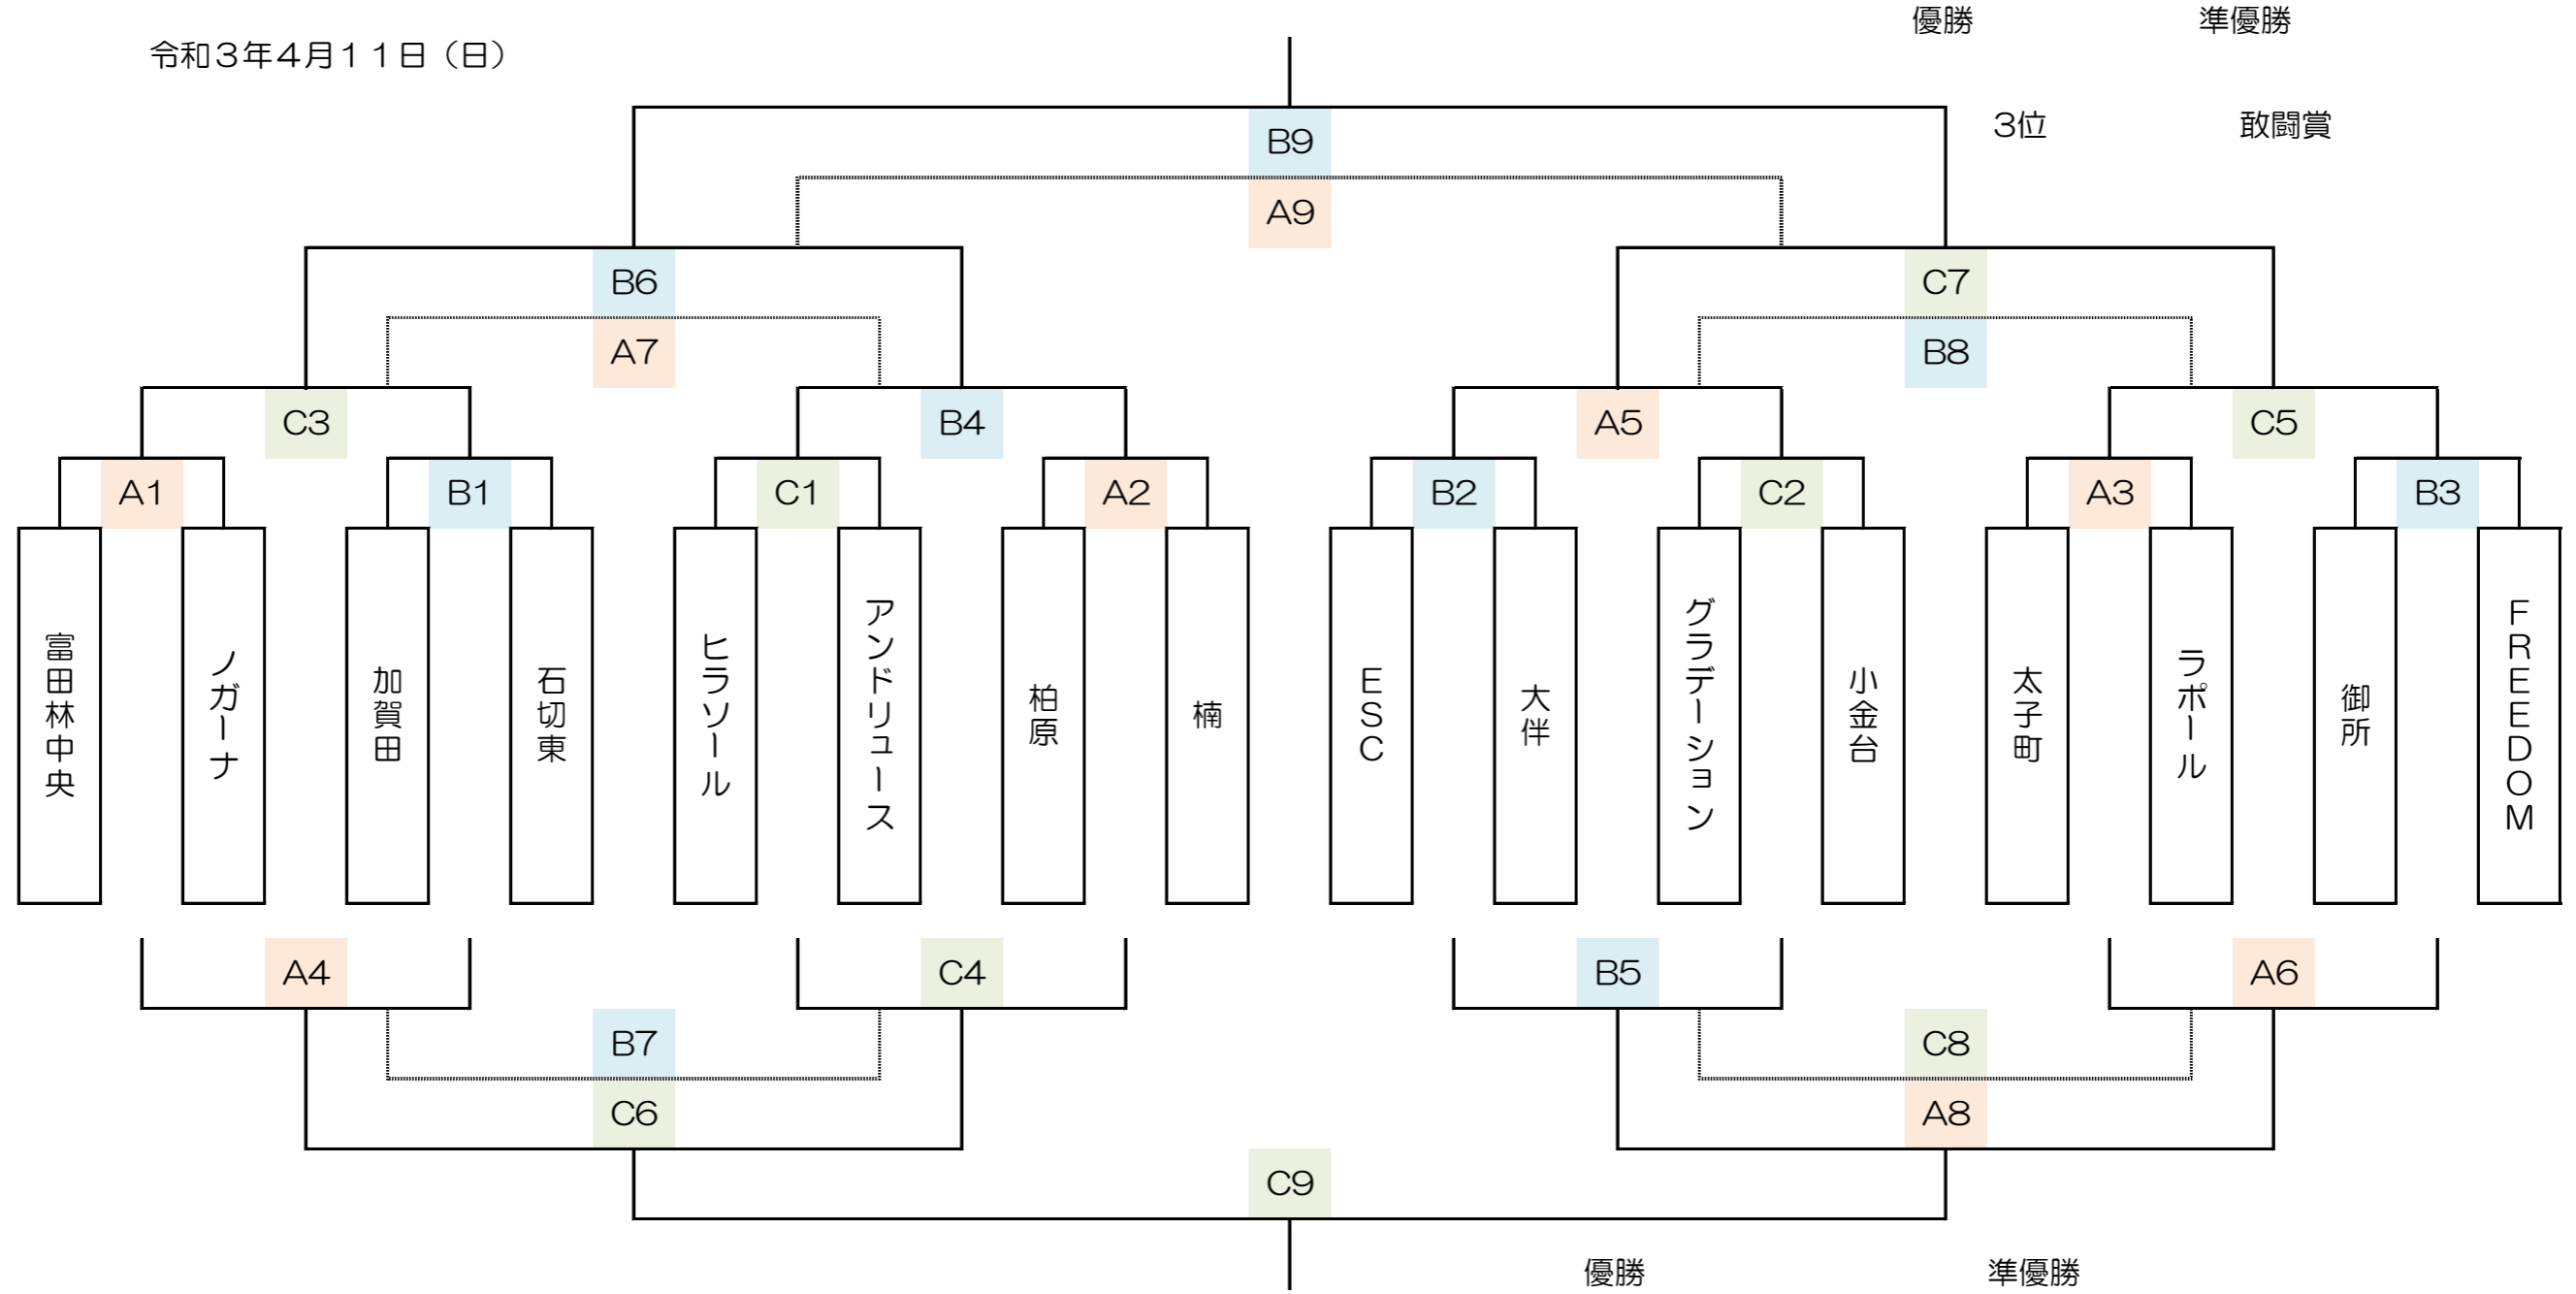 優勝 準優勝
令和３年４月１１日（日）
3位 敢闘賞
B9
A9
B6 C7
A7 B8
C3 B4 A5 C5
A1 B1 C1 A2 B2 C2 A3 B3
富田林中央
ノガーナ
加賀田
石切東
ヒラソール
アンドリュース
柏原
楠
ESC
大伴
グラデーション
小金台
太子町
ラポール
御所
FREEDOM
A4 C4 B5 A6
B7 C8
C6 A8
C9
優勝 準優勝